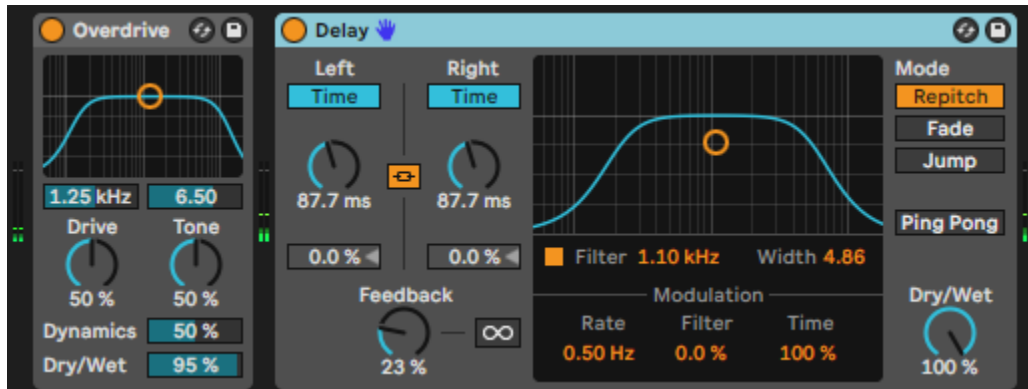 Overdrive
1.25 kHz 6.50
Drive Tone
50 % 50 %
Dynamics 50 %
Dry/Wet 95 %
Delay
Left Right
Time Time
87.7 ms 87.7 ms
0.0 % 0.0 %
Feedback
23 %
Filter 1.10 kHz Width 4.86
Modulation
Rate Filter Time
0.50 Hz 0.0 % 100 %
Mode
Repitch
Fade
Jump
Ping Pong
Dry/Wet
100 %